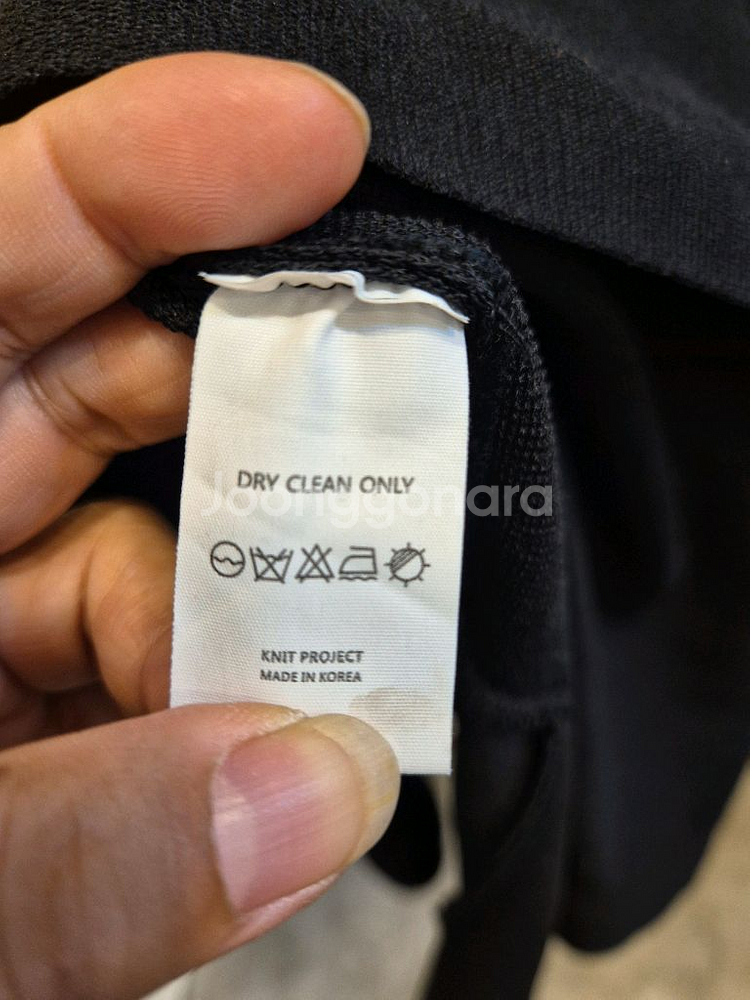 DRY CLEAN ONLY
Joonggonara
KNIT PROJECT
MADE IN KOREA